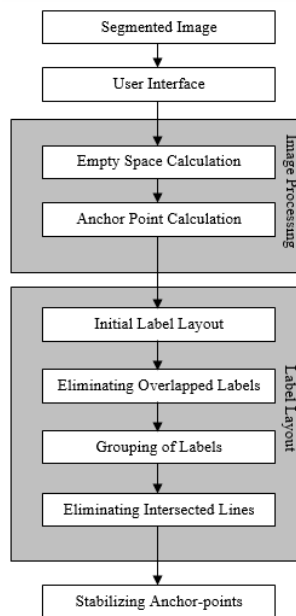 Segmented Image
User Interface
Image Processing
Empty Space Calculation
Anchor Point Calculation
Label Layout
Initial Label Layout
Eliminating Overlapped Labels
Grouping of Labels
Eliminating Intersected Lines
Stabilizing Anchor-points